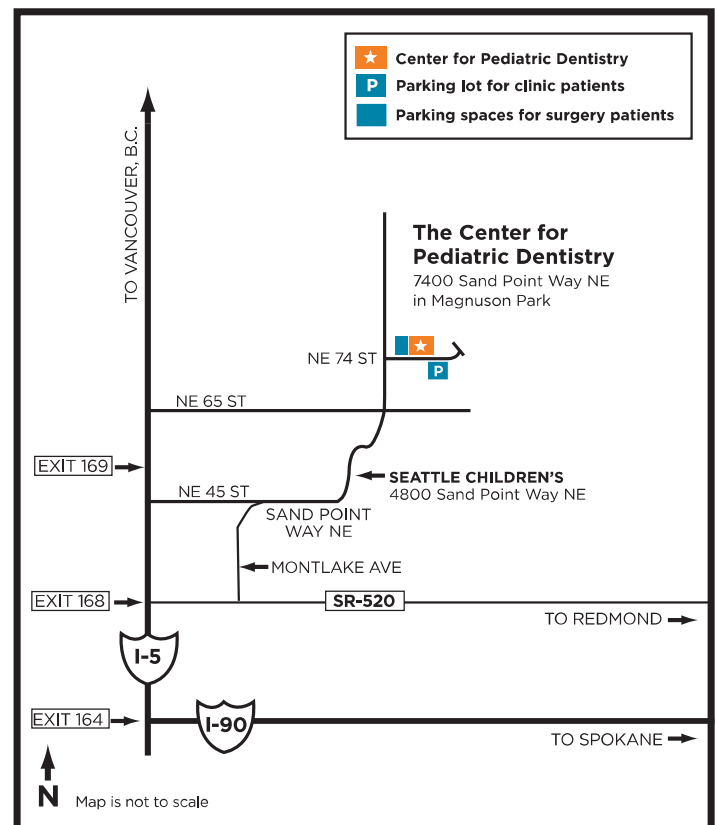 Center for Pediatric Dentistry
P
Parking lot for clinic patients
Parking spaces for surgery patients
TO VANCOUVER, B.C.
The Center for
Pediatric Dentistry
7400 Sand Point Way NE
in Magnuson Park
NE 74 ST
P
NE 65 ST
EXIT 169
SEATTLE CHILDREN'S
4800 Sand Point Way NE
NE 45 ST
SAND POINT
WAY NE
MONTLAKE AVE
EXIT 168
SR-520
TO REDMOND
I-5
EXIT 164
I-90
TO SPOKANE
N
Map is not to scale